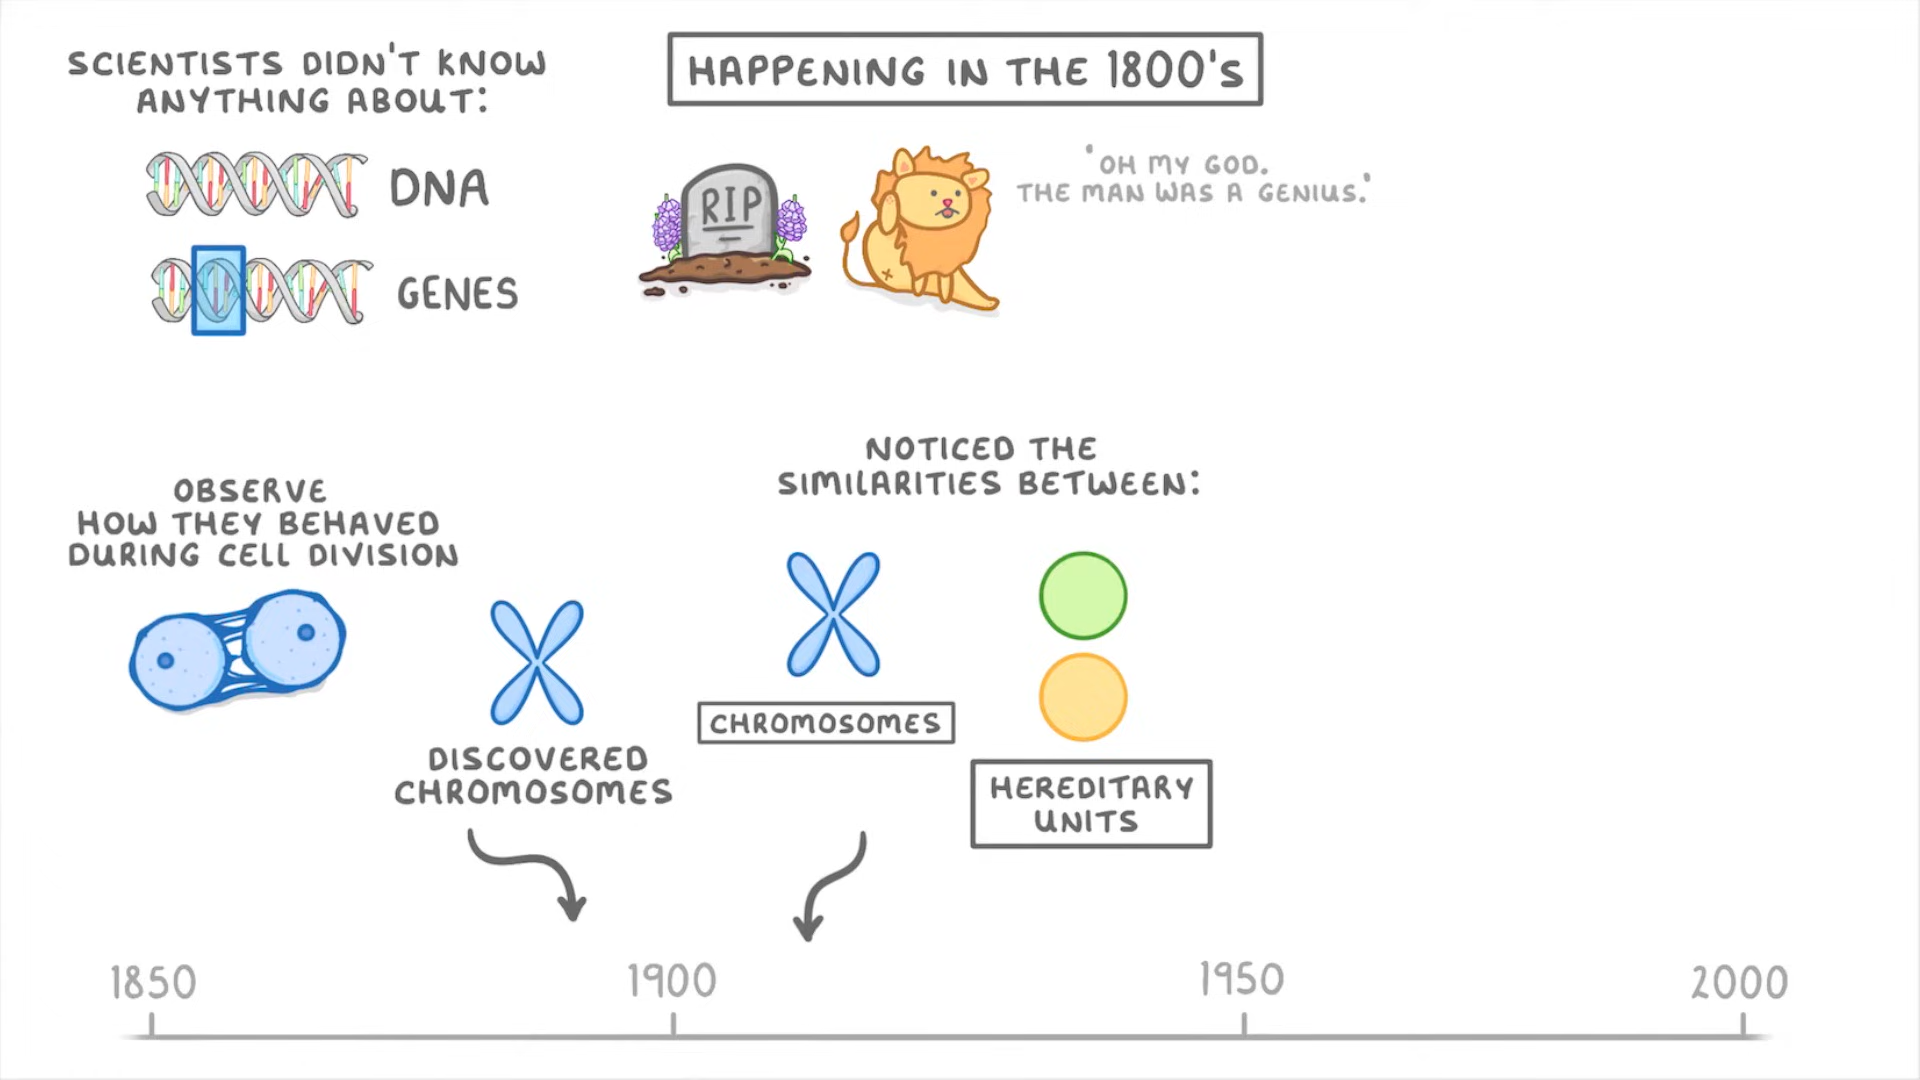 SCIENTISTS DIDN'T KNOW
ANYTHING ABOUT:
DNA
GENES
HAPPENING IN THE 1800's
RIP
'OH MY GOD.
THE MAN WAS A GENIUS.'
OBSERVE
HOW THEY BEHAVED
DURING CELL DIVISION
DISCOVERED
CHROMOSOMES
NOTICED THE
SIMILARITIES BETWEEN:
CHROMOSOMES
HEREDITARY
UNITS
1850
1900
1950
2000